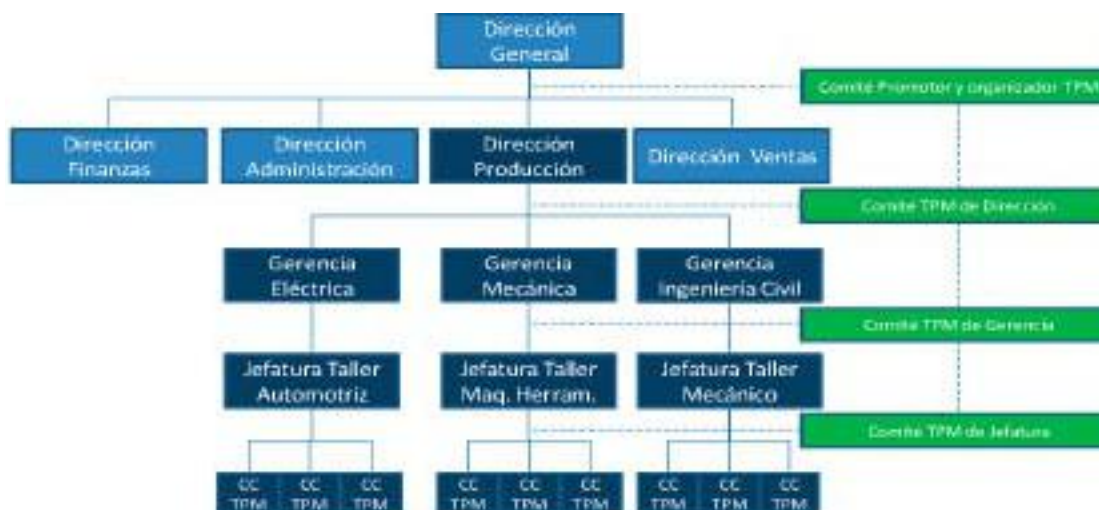 Dirección
General
Comité Promotor y organizador TPM
Dirección
Finanzas
Dirección
Administración
Dirección
Producción
Dirección Ventas
Comité TPM de Dirección
Gerencia
Eléctrica
Gerencia
Mecánica
Gerencia
Ingeniería Civil
Comité TPM de Gerencia
Jefatura Taller
Automotriz
Jefatura Taller
Maq. Herram.
Jefatura Taller
Mecánico
Comité TPM de Jefatura
CC
TPM
CC
TPM
CC
TPM
CC
TPM
CC
TPM
CC
TPM
CC
TPM
CC
TPM
CC
TPM